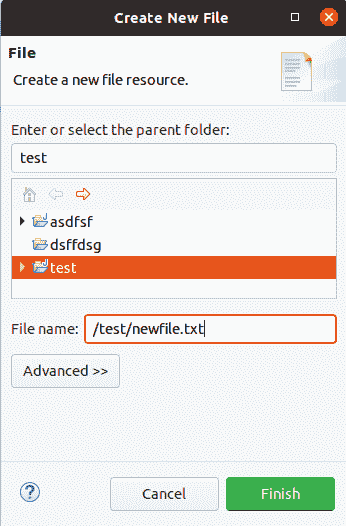 Create New File
File
Create a new file resource.
Enter or select the parent folder:
test
asdfsf
dsffdsg
test
File name: /test/newfile.txt
Advanced >>
? Cancel Finish